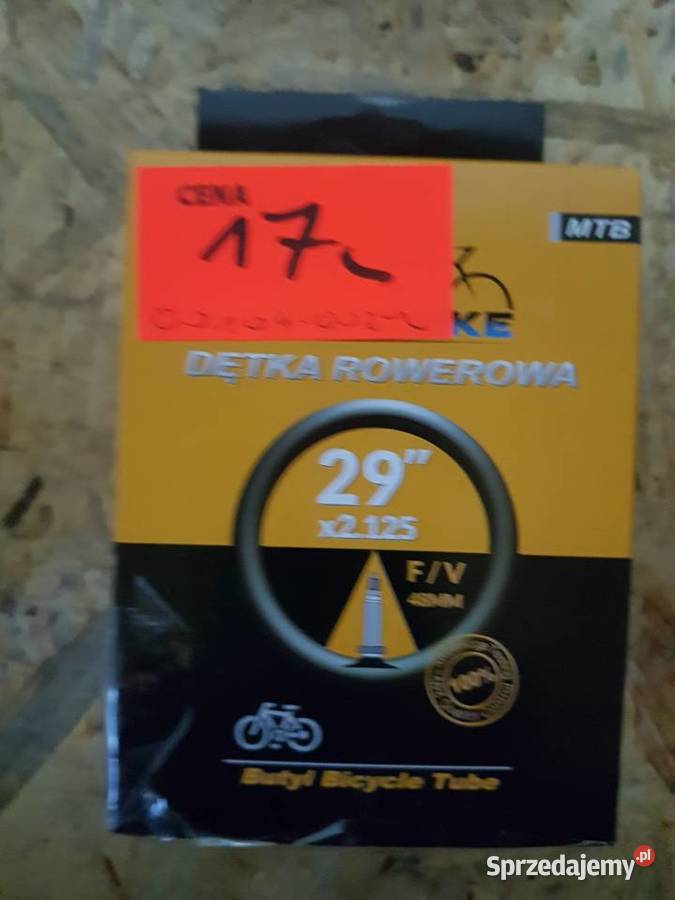 CENA
17,-
MTB
KE
DĘTKA ROWEROWA
29"
x2.125
F/V
48MM
100%
Butyl Bicycle Tube
Sprzedajemy.pl